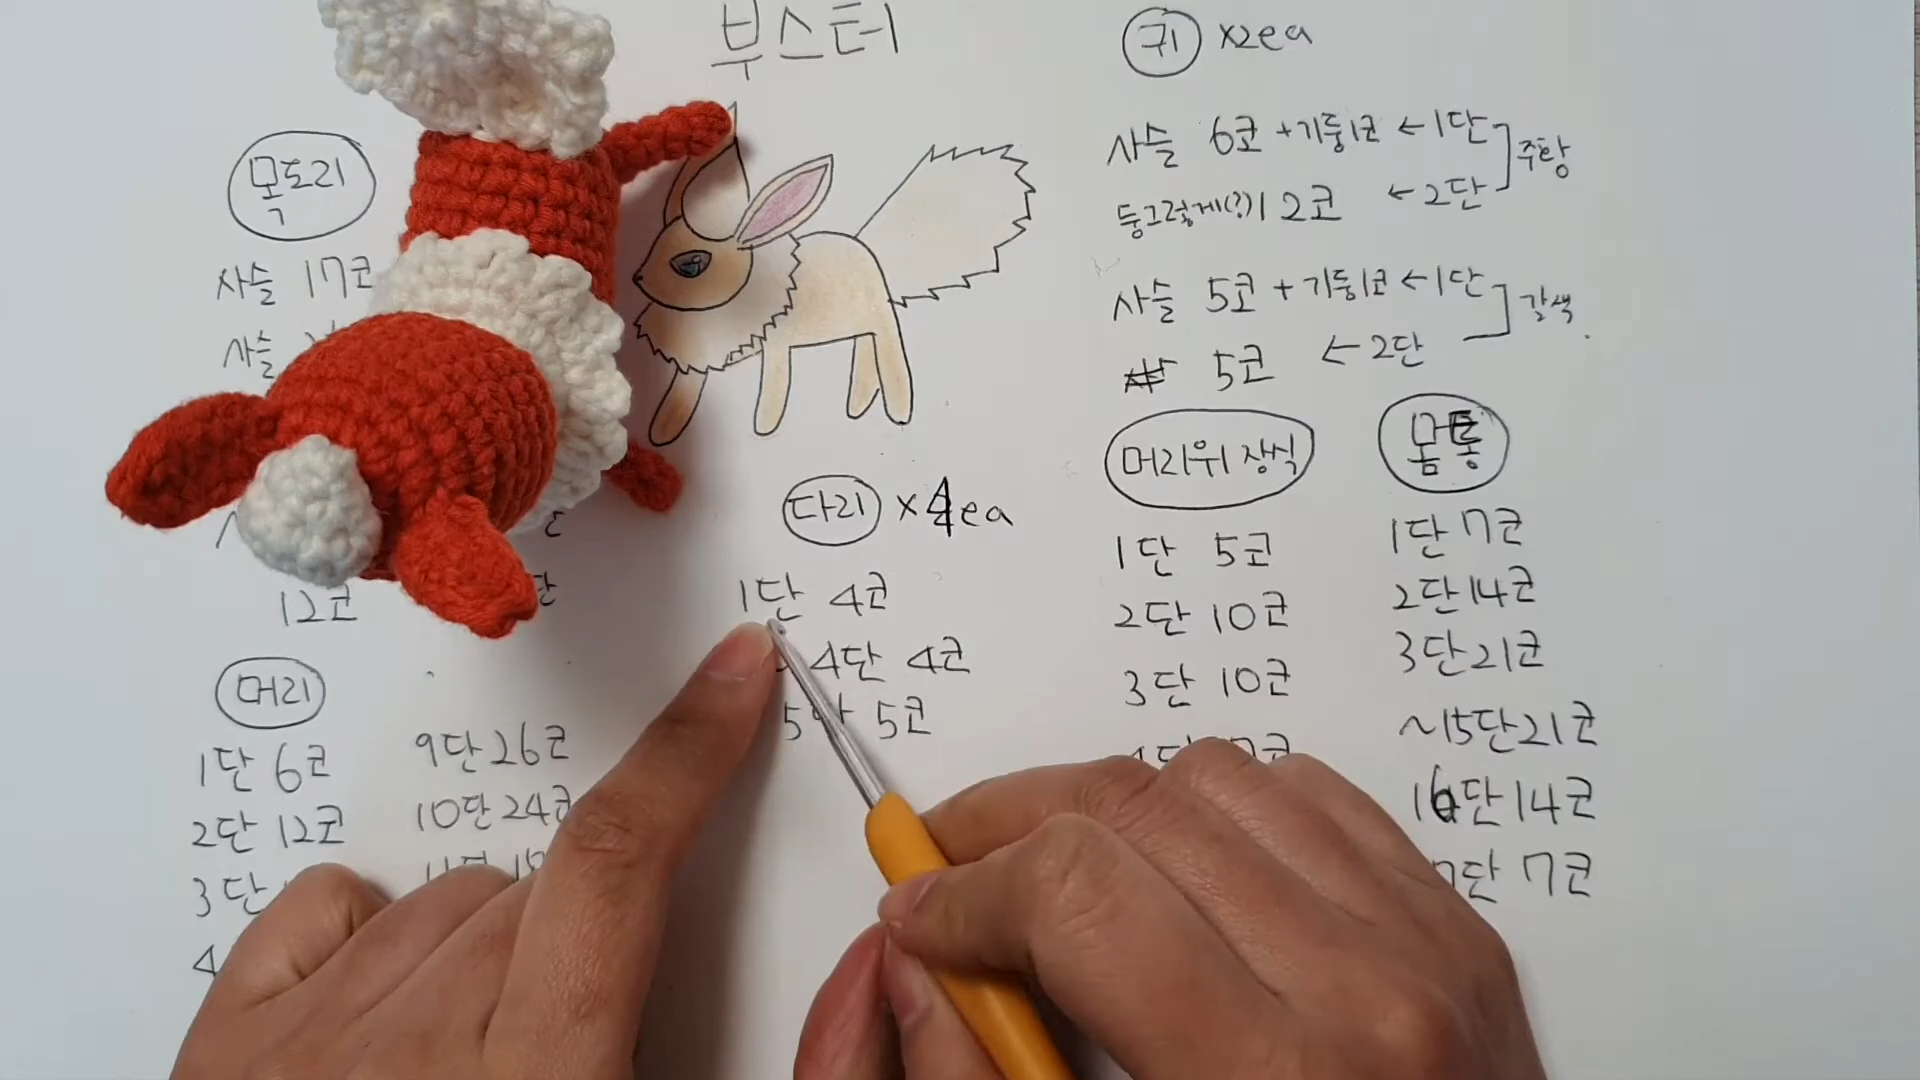 부스터
목도리
사슬 17코
사슬
12코
머리
1단 6코
2단 12코
3단
4
9단 26코
10단 24코
다리 x4ea
1단 4코
4단 4코
5단 5코
귀 x2ea
사슬 6코 + 기둥1코 ← 1단
둥그렇게(?) 12코 ← 2단
주황
사슬 5코 + 기둥1코 ← 1단
5코 ← 2단
갈색
머리위 장식
1단 5코
2단 10코
3단 10코
몸통
1단 7코
2단 14코
3단 21코
~15단 21코
16단 14코
단 7코